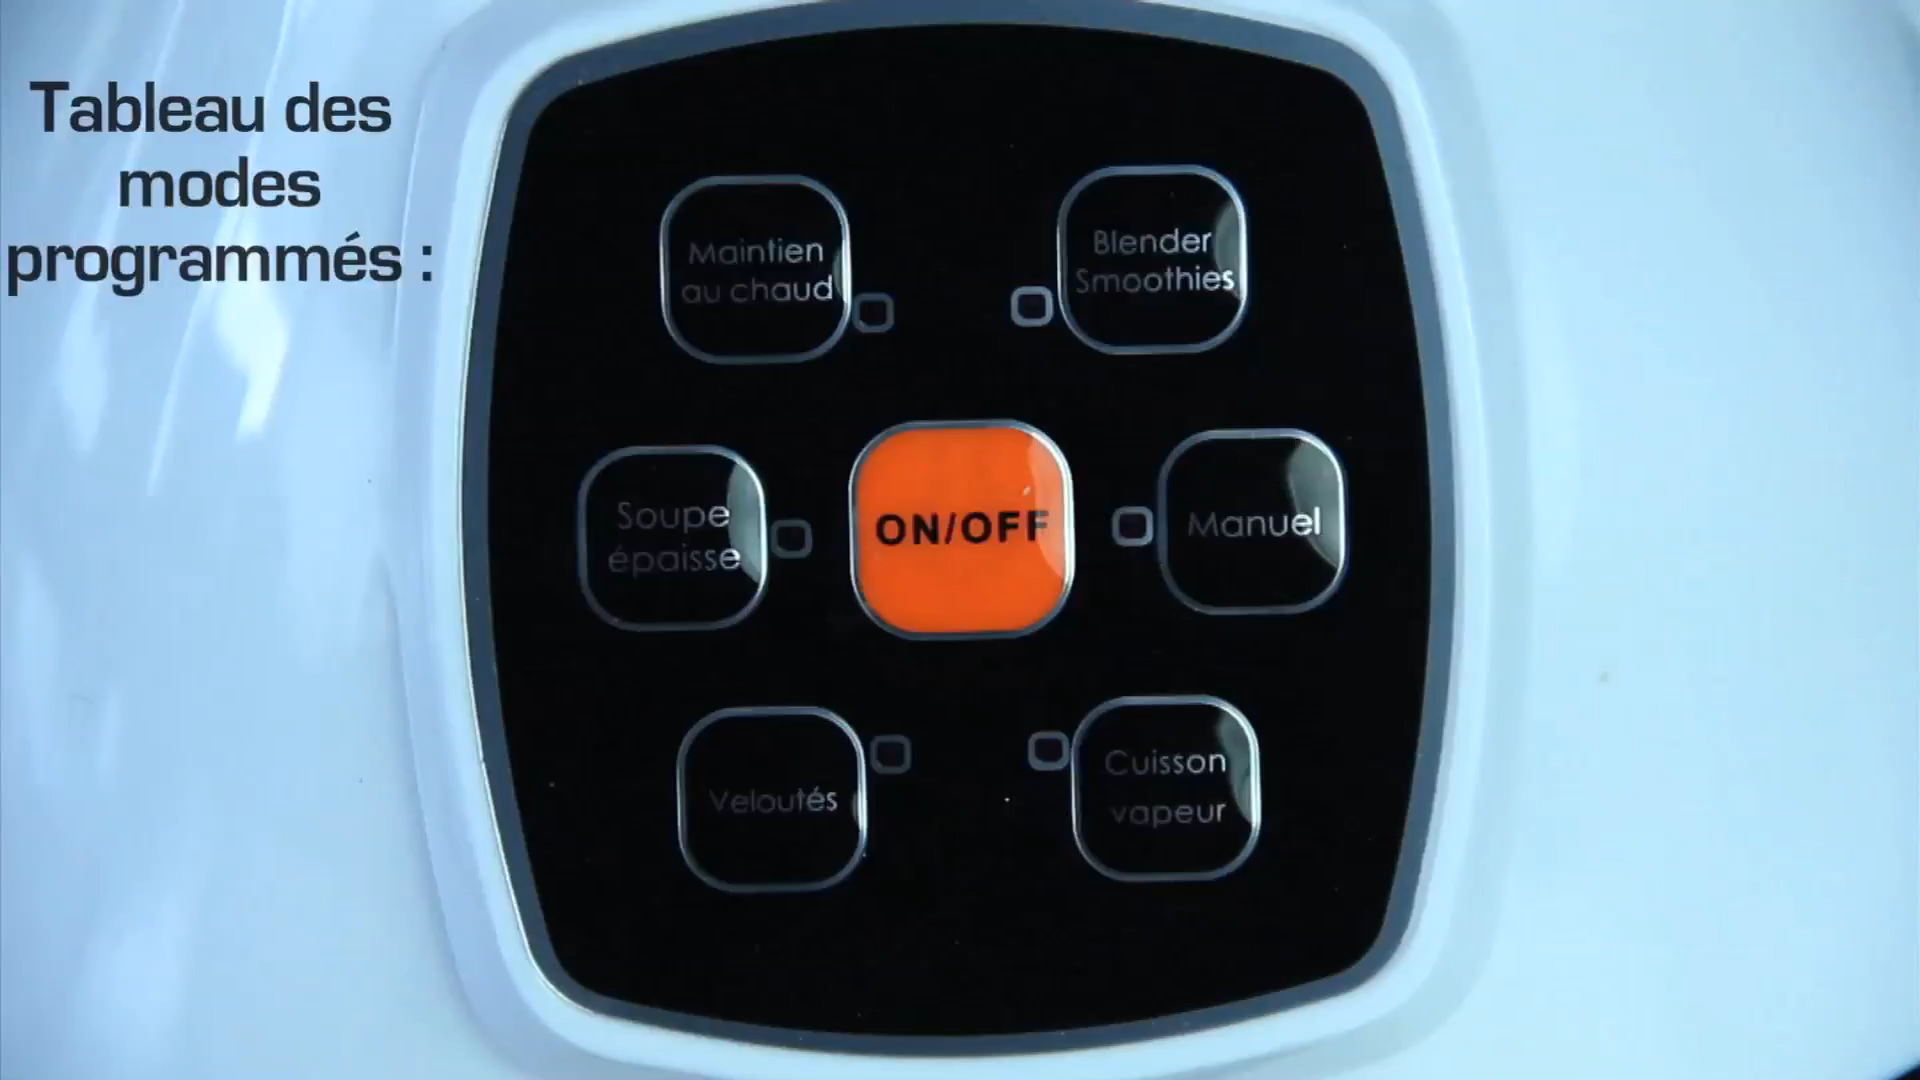 Tableau des
modes
programmés :
Maintien
au chaud
Blender
Smoothies
Soupe
épaisse
ON/OFF
Manuel
Veloutés
Cuisson
vapeur